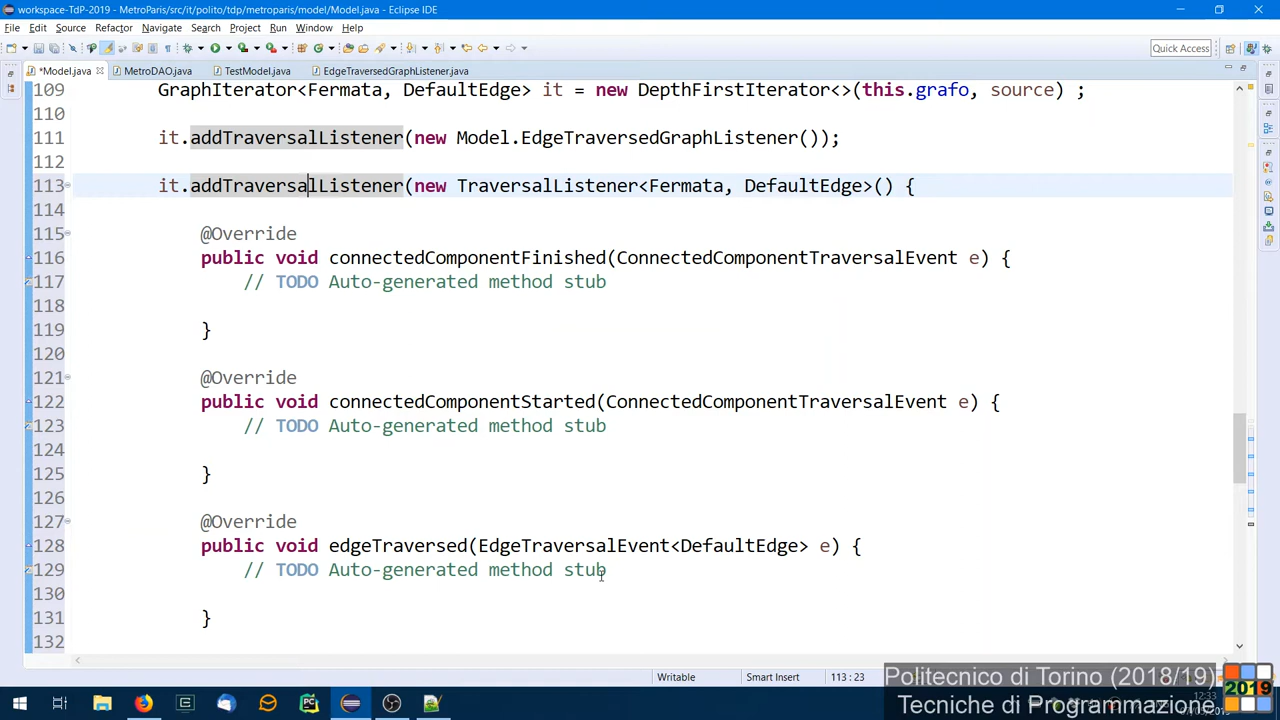 workspace-TdP-2019 - MetroParis/src/it/polito/tdp/metroparis/model/Model.java - Eclipse IDE
File Edit Source Refactor Navigate Search Project Run Window Help
Quick Access
*Model.java MetroDAO.java TestModel.java EdgeTraversedGraphListener.java
109 GraphIterator<Fermata, DefaultEdge> it = new DepthFirstIterator<>(this.grafo, source) ;
110
111 it.addTraversalListener(new Model.EdgeTraversedGraphListener());
112
113 it.addTraversalListener(new TraversalListener<Fermata, DefaultEdge>() {
114
115 @Override
116 public void connectedComponentFinished(ConnectedComponentTraversalEvent e) {
117 // TODO Auto-generated method stub
118
119 }
120
121 @Override
122 public void connectedComponentStarted(ConnectedComponentTraversalEvent e) {
123 // TODO Auto-generated method stub
124
125 }
126
127 @Override
128 public void edgeTraversed(EdgeTraversalEvent<DefaultEdge> e) {
129 // TODO Auto-generated method stub
130
131 }
132
Writable Smart Insert 113 : 23
Politecnico di Torino (2018/19)
Tecniche di Programmazione
2019
12:33